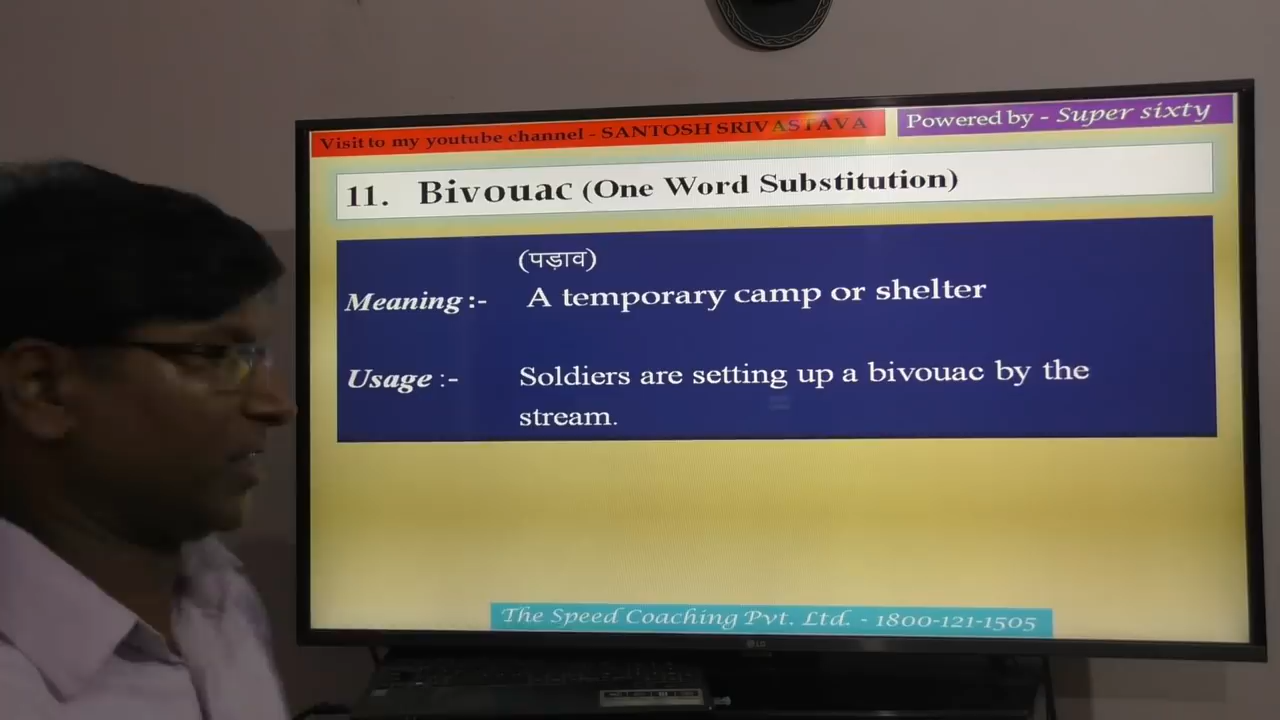 Visit to my youtube channel - SANTOSH SRIVASTAVA
Powered by - Super sixty
11. Bivouac (One Word Substitution)
(पड़ाव)
Meaning :- A temporary camp or shelter
Usage :- Soldiers are setting up a bivouac by the
stream.
The Speed Coaching Pvt. Ltd. - 1800-121-1505
LG